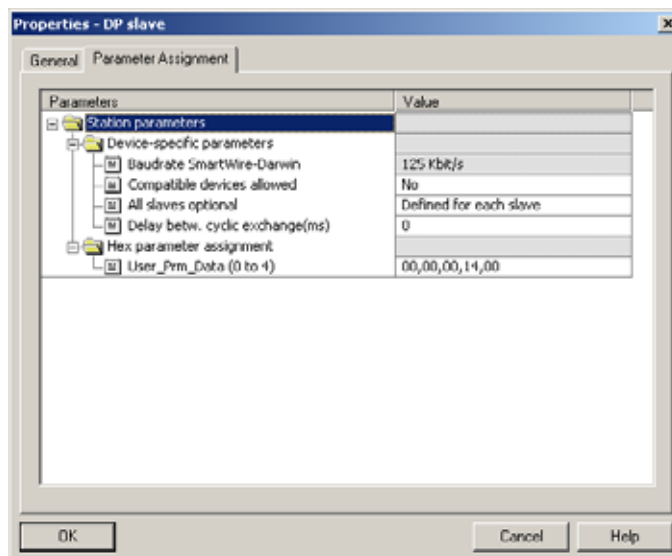 Properties - DP slave
General Parameter Assignment
Parameters Value
Station parameters
Device-specific parameters
Baudrate SmartWire-Darwin 125 Kbit/s
Compatible devices allowed No
All slaves optional Defined for each slave
Delay betw. cyclic exchange(ms) 0
Hex parameter assignment
User_Prm_Data (0 to 4) 00,00,00,14,00
OK Cancel Help